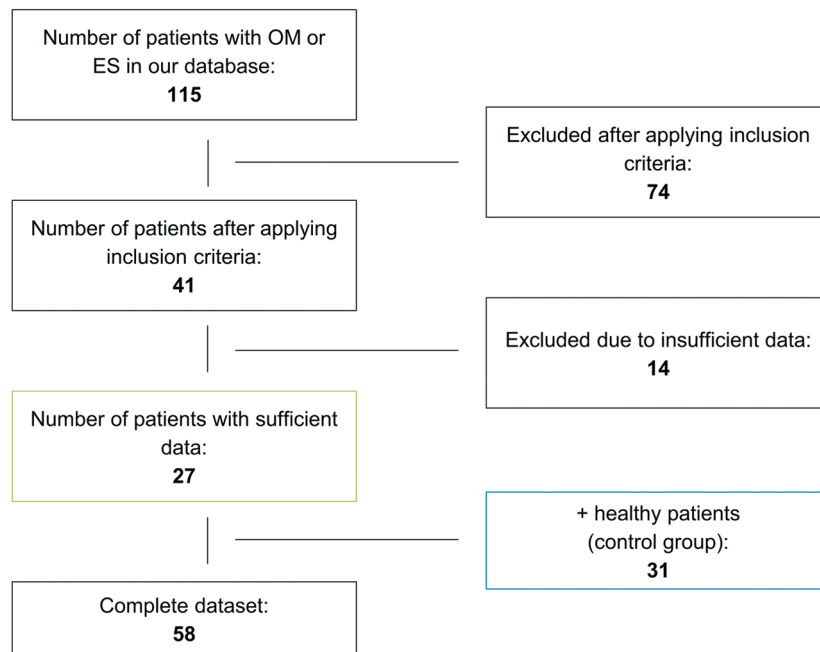 Number of patients with OM or
ES in our database:
115
Excluded after applying inclusion
criteria:
74
Number of patients after applying
inclusion criteria:
41
Excluded due to insufficient data:
14
Number of patients with sufficient
data:
27
+ healthy patients
(control group):
31
Complete dataset:
58